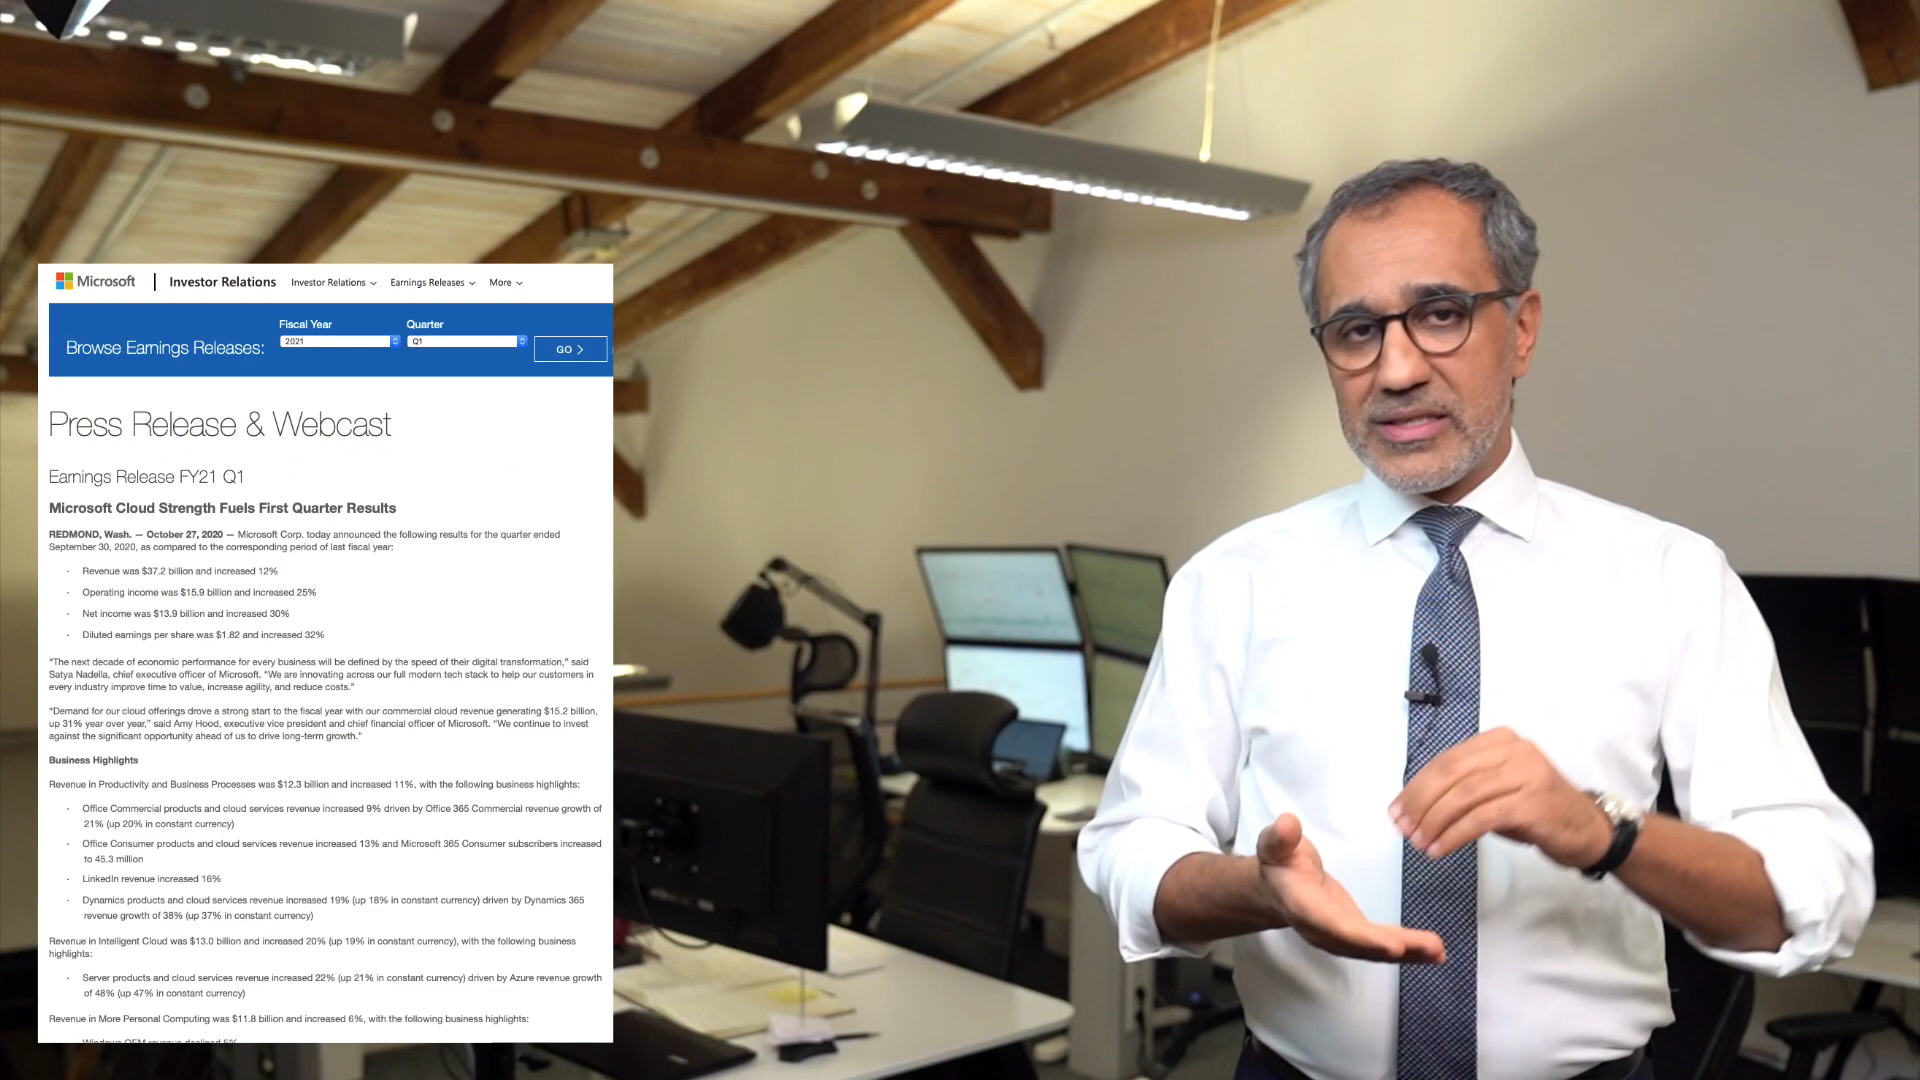 Microsoft | Investor Relations Investor Relations Earnings Releases More
Fiscal Year Quarter
2021 Q1
Browse Earnings Releases: GO >
Press Release & Webcast
Earnings Release FY21 Q1
Microsoft Cloud Strength Fuels First Quarter Results
REDMOND, Wash. — October 27, 2020 — Microsoft Corp. today announced the following results for the quarter ended
September 30, 2020, as compared to the corresponding period of last fiscal year:
· Revenue was $37.2 billion and increased 12%
· Operating income was $15.9 billion and increased 25%
· Net income was $13.9 billion and increased 30%
· Diluted earnings per share was $1.82 and increased 32%
“The next decade of economic performance for every business will be defined by the speed of their digital transformation,” said
Satya Nadella, chief executive officer of Microsoft. “We are innovating across our full modern tech stack to help our customers in
every industry improve time to value, increase agility, and reduce costs.”
“Demand for our cloud offerings drove a strong start to the fiscal year with our commercial cloud revenue generating $15.2 billion,
up 31% year over year,” said Amy Hood, executive vice president and chief financial officer of Microsoft. “We continue to invest
against the significant opportunity ahead of us to drive long-term growth.”
Business Highlights
Revenue in Productivity and Business Processes was $12.3 billion and increased 11%, with the following business highlights:
· Office Commercial products and cloud services revenue increased 9% driven by Office 365 Commercial revenue growth of
21% (up 20% in constant currency)
· Office Consumer products and cloud services revenue increased 13% and Microsoft 365 Consumer subscribers increased
to 45.3 million
· LinkedIn revenue increased 16%
· Dynamics products and cloud services revenue increased 19% (up 18% in constant currency) driven by Dynamics 365
revenue growth of 38% (up 37% in constant currency)
Revenue in Intelligent Cloud was $13.0 billion and increased 20% (up 19% in constant currency), with the following business
highlights:
· Server products and cloud services revenue increased 22% (up 21% in constant currency) driven by Azure revenue growth
of 48% (up 47% in constant currency)
Revenue in More Personal Computing was $11.8 billion and increased 6%, with the following business highlights:
· Windows OEM revenue declined 5%